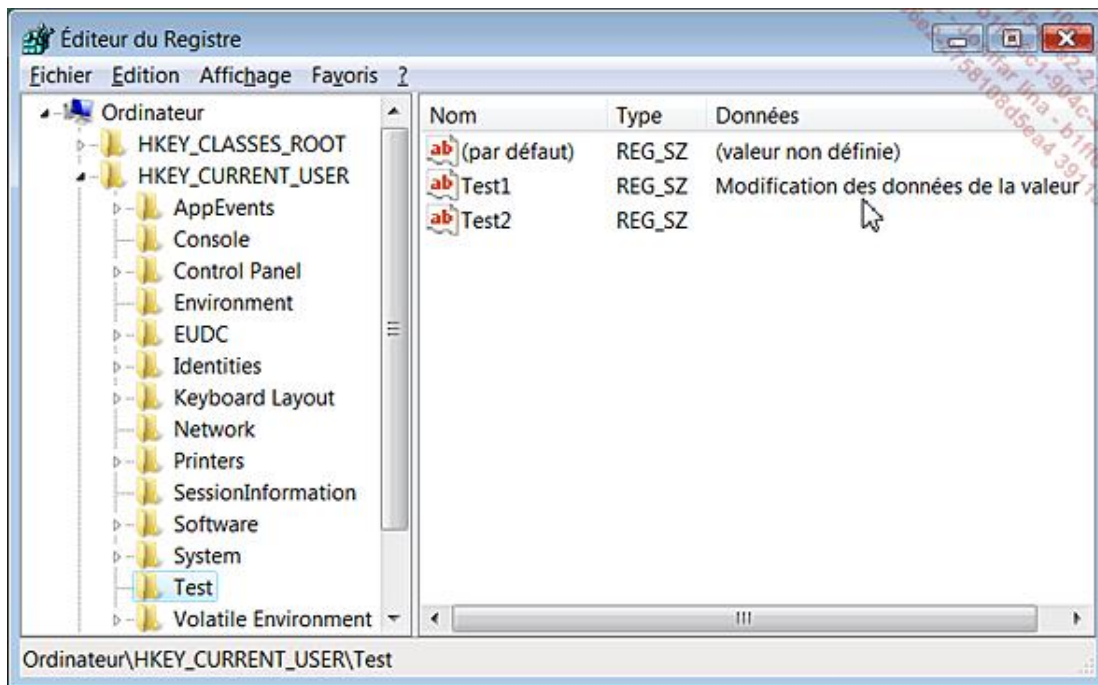 Éditeur du Registre
Fichier Edition Affichage Favoris ?
Ordinateur
HKEY_CLASSES_ROOT
HKEY_CURRENT_USER
AppEvents
Console
Control Panel
Environment
EUDC
Identities
Keyboard Layout
Network
Printers
SessionInformation
Software
System
Test
Volatile Environment
Nom Type Données
(par défaut) REG_SZ (valeur non définie)
Test1 REG_SZ Modification des données de la valeur
Test2 REG_SZ
Ordinateur\HKEY_CURRENT_USER\Test